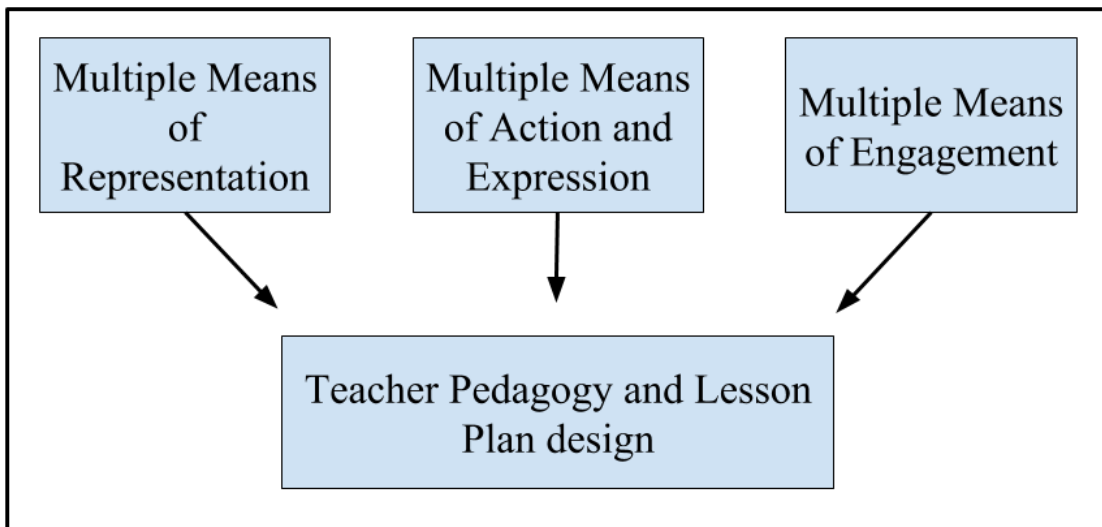 Multiple Means
of
Representation
Multiple Means
of Action and
Expression
Multiple Means
of Engagement
Teacher Pedagogy and Lesson
Plan design